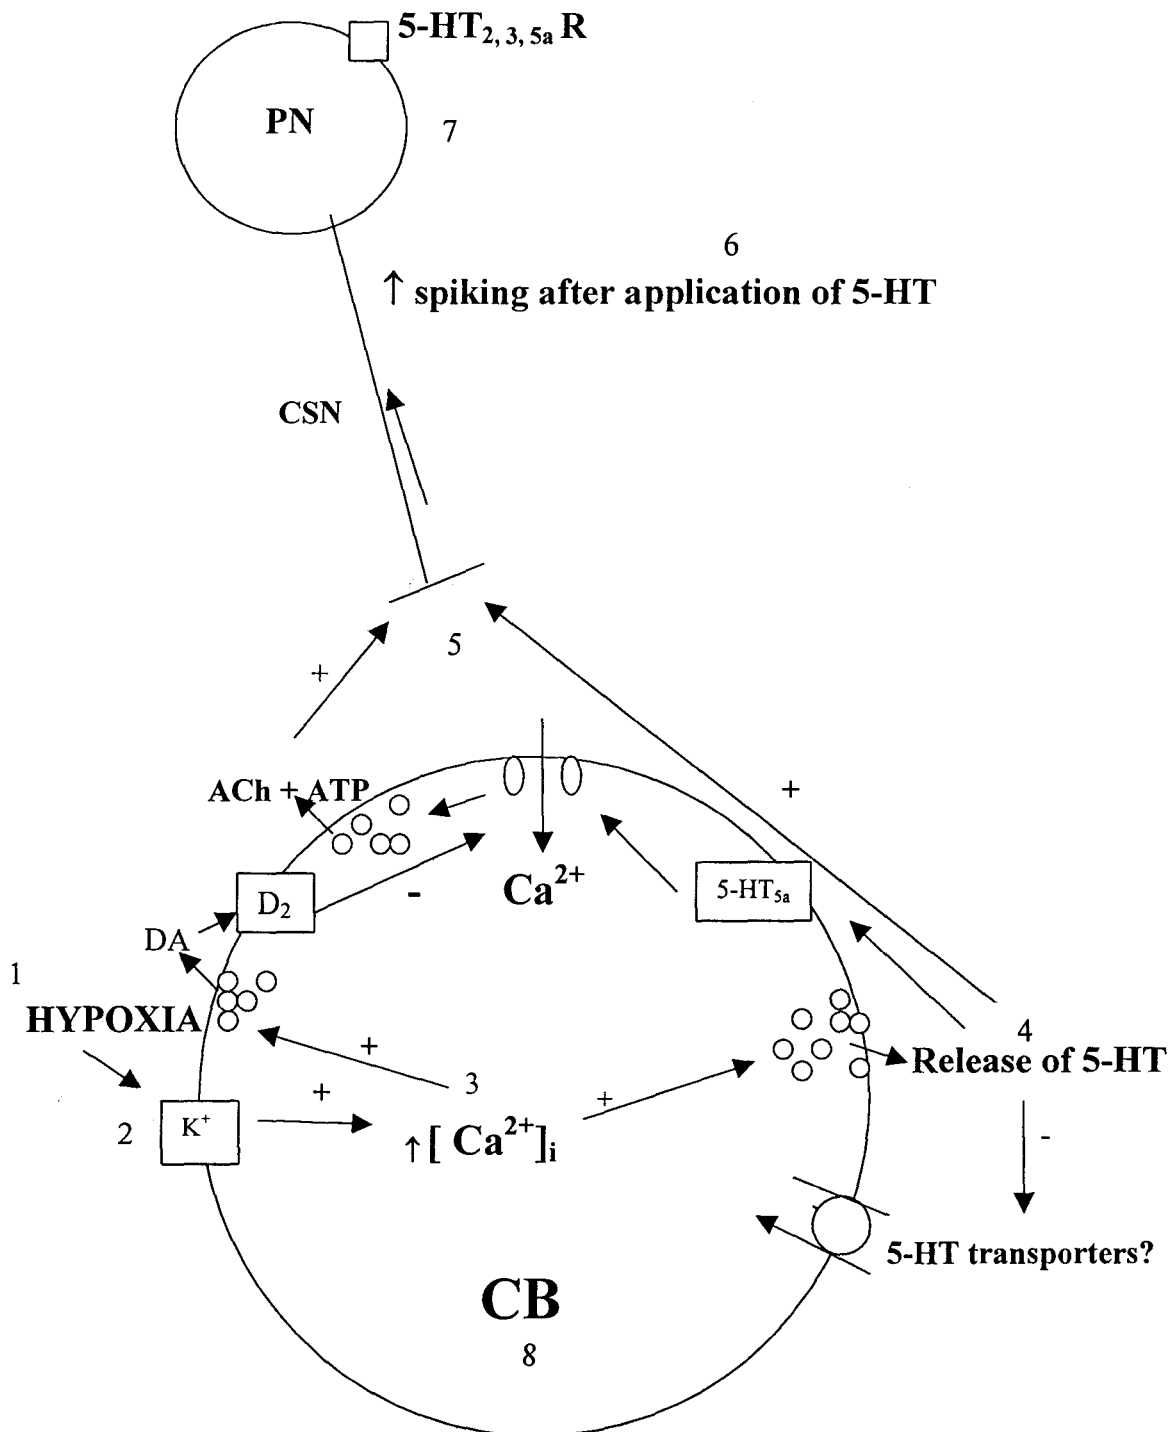 5-HT2, 3, 5a R
PN
7
6
↑ spiking after application of 5-HT
CSN
5
+
ACh + ATP
+
Ca2+
5-HT5a
D2
-
DA
1
HYPOXIA
4
Release of 5-HT
+
3
+
+
2
K+
↑ [ Ca2+]i
-
5-HT transporters?
CB
8